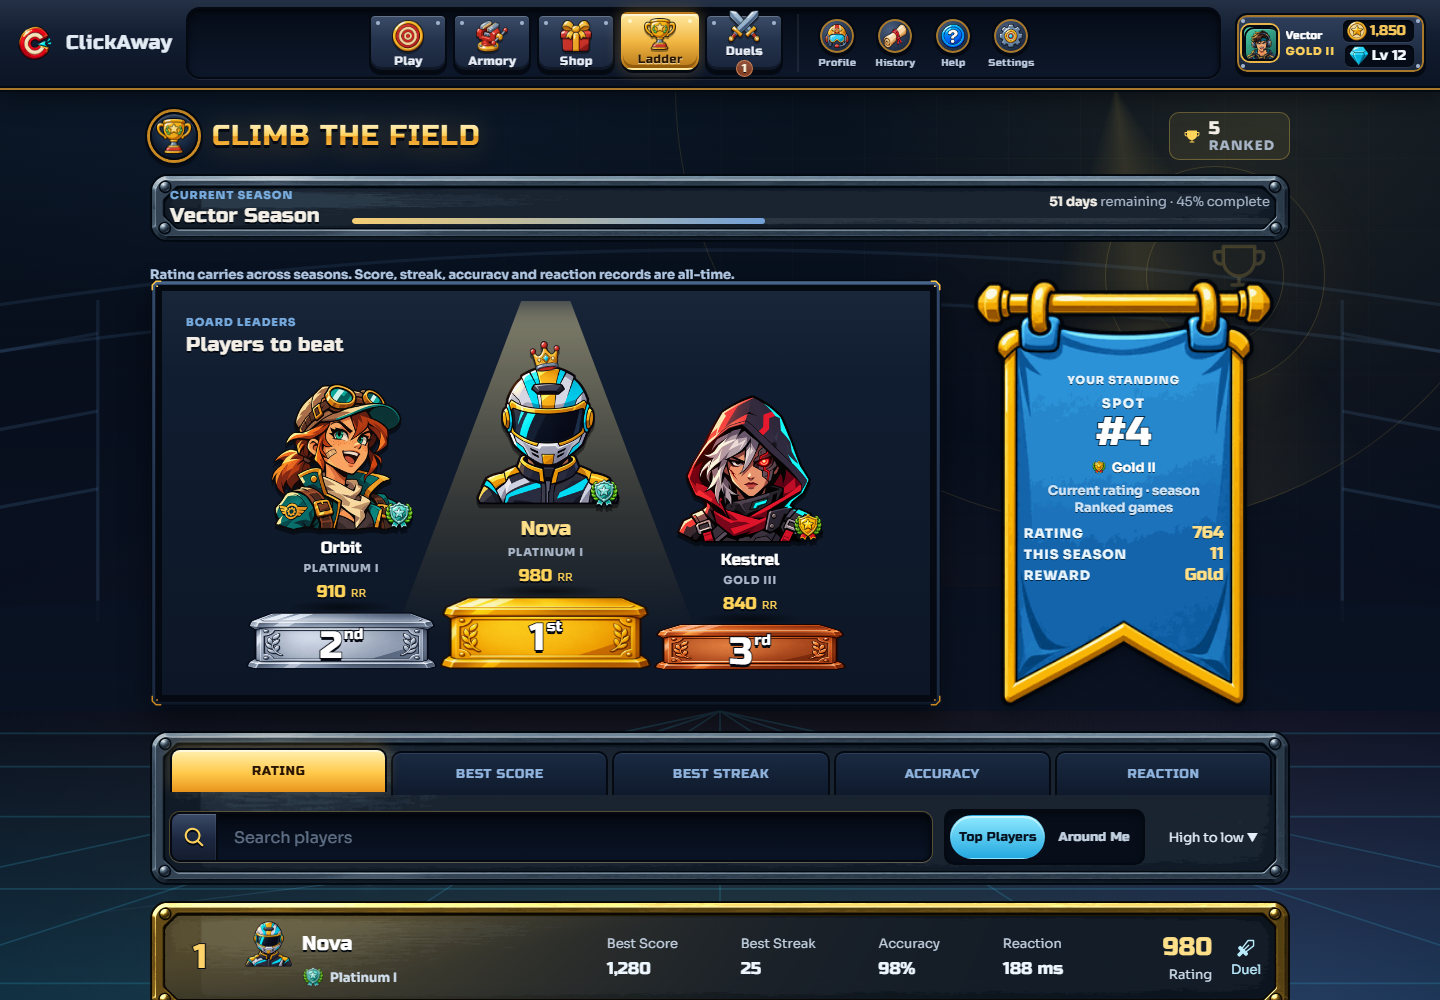 ClickAway
Play
Armory
Shop
Ladder
Duels
1
Profile
History
Help
Settings
Vector
GOLD II
1,850
Lv 12
CLIMB THE FIELD
5
RANKED
CURRENT SEASON
Vector Season
51 days remaining · 45% complete
Rating carries across seasons. Score, streak, accuracy and reaction records are all-time.
BOARD LEADERS
Players to beat
Orbit
PLATINUM I
910 RR
2nd
Nova
PLATINUM I
980 RR
1st
Kestrel
GOLD III
840 RR
3rd
YOUR STANDING
SPOT
#4
Gold II
Current rating · season
Ranked games
RATING 764
THIS SEASON 11
REWARD Gold
RATING
BEST SCORE
BEST STREAK
ACCURACY
REACTION
Search players
Top Players
Around Me
High to low ▼
1
Nova
Platinum I
Best Score
1,280
Best Streak
25
Accuracy
98%
Reaction
188 ms
980
Rating
Duel